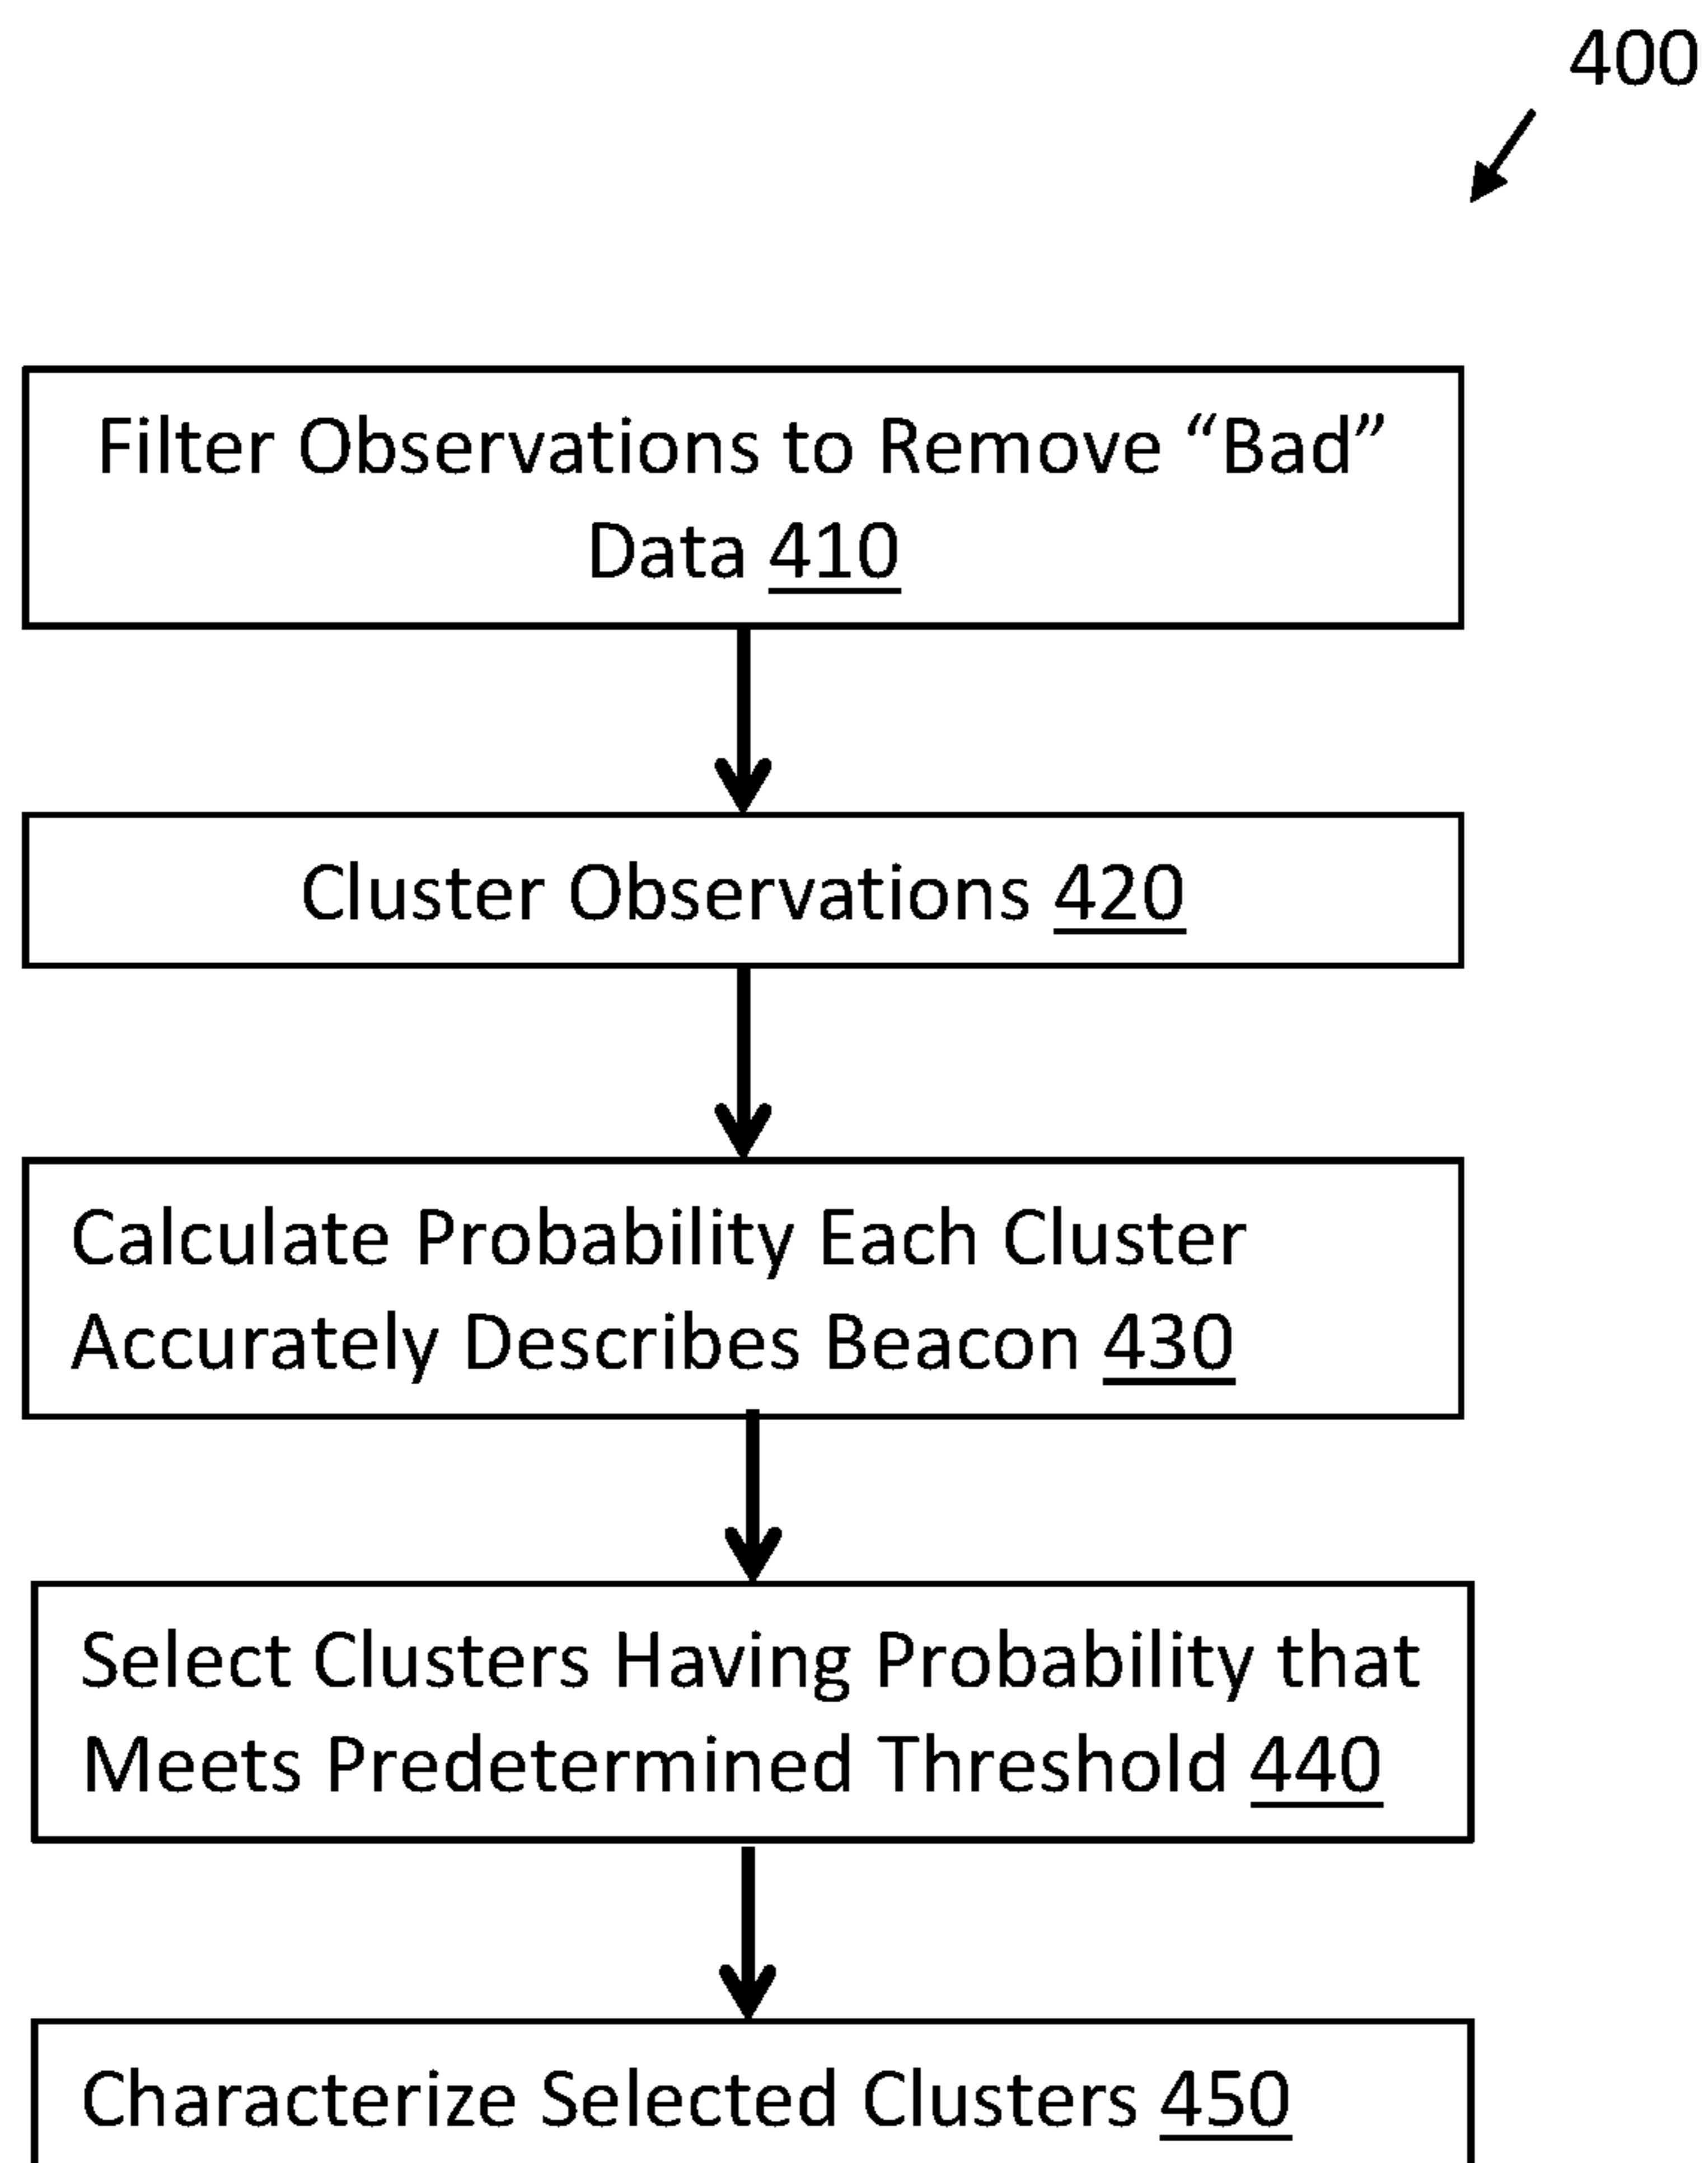 400
Filter Observations to Remove “Bad”
Data 410
Cluster Observations 420
Calculate Probability Each Cluster
Accurately Describes Beacon 430
Select Clusters Having Probability that
Meets Predetermined Threshold 440
Characterize Selected Clusters 450